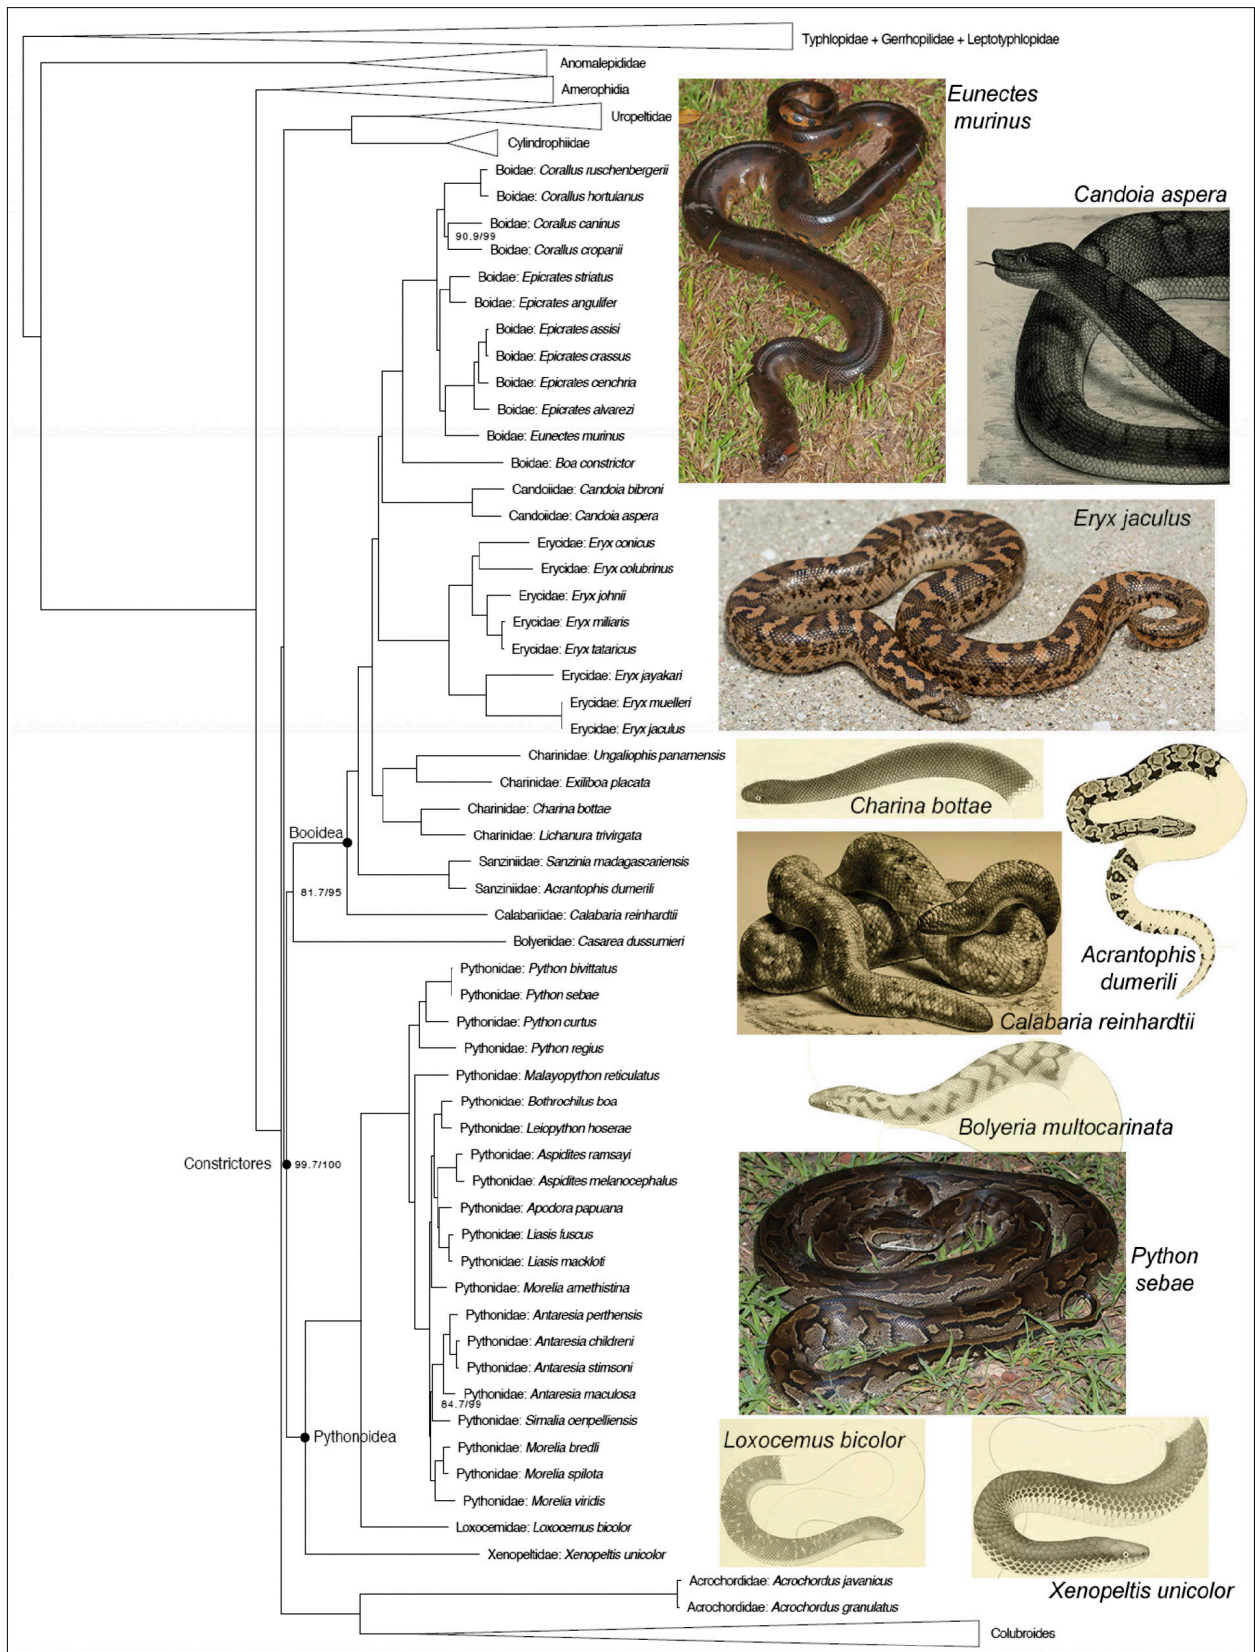 Typhlopidae + Gerrhopilidae + Leptotyphlopidae
Anomalepididae
Amerophidia
Uropeltidae
Cylindrophiidae
Eunectes
murinus
Candoia aspera
Boidae: Corallus ruschenbergerii
Boidae: Corallus hortulanus
Boidae: Corallus caninus
90.9/99
Boidae: Corallus cropanii
Boidae: Epicrates striatus
Boidae: Epicrates angulifer
Boidae: Epicrates assisi
Boidae: Epicrates crassus
Boidae: Epicrates cenchria
Boidae: Epicrates alvarezi
Boidae: Eunectes murinus
Boidae: Boa constrictor
Candoiidae: Candoia bibroni
Candoiidae: Candoia aspera
Eryx jaculus
Erycidae: Eryx conicus
Erycidae: Eryx colubrinus
Erycidae: Eryx johnii
Erycidae: Eryx miliaris
Erycidae: Eryx tataricus
Erycidae: Eryx jayakari
Erycidae: Eryx muelleri
Erycidae: Eryx jaculus
Charinidae: Ungaliophis panamensis
Charinidae: Exiliboa placata
Charinidae: Charina bottae
Charinidae: Lichanura trivirgata
Charina bottae
Booidea
Sanziniidae: Sanzinia madagascariensis
Sanziniidae: Acrantophis dumerili
81.7/95
Calabariidae: Calabaria reinhardtii
Bolyeriidae: Casarea dussumieri
Acrantophis
dumerili
Calabaria reinhardtii
Pythonidae: Python bivittatus
Pythonidae: Python sebae
Pythonidae: Python curtus
Pythonidae: Python regius
Pythonidae: Malayopython reticulatus
Pythonidae: Bothrochilus boa
Pythonidae: Leiopython hoserae
Bolyeria multocarinata
Pythonidae: Aspidites ramsayi
Constrictores
99.7/100
Pythonidae: Aspidites melanocephalus
Pythonidae: Apodora papuana
Pythonidae: Liasis fuscus
Pythonidae: Liasis mackloti
Python
sebae
Pythonidae: Morelia amethistina
Pythonidae: Antaresia perthensis
Pythonidae: Antaresia childreni
Pythonidae: Antaresia stimsoni
Pythonidae: Antaresia maculosa
84.7/99
Pythonidae: Simalia oenpelliensis
Pythonoidea
Pythonidae: Morelia bredli
Pythonidae: Morelia spilota
Pythonidae: Morelia viridis
Loxocemus bicolor
Loxocemidae: Loxocemus bicolor
Xenopeltidae: Xenopeltis unicolor
Xenopeltis unicolor
Acrochordidae: Acrochordus javanicus
Acrochordidae: Acrochordus granulatus
Colubroides